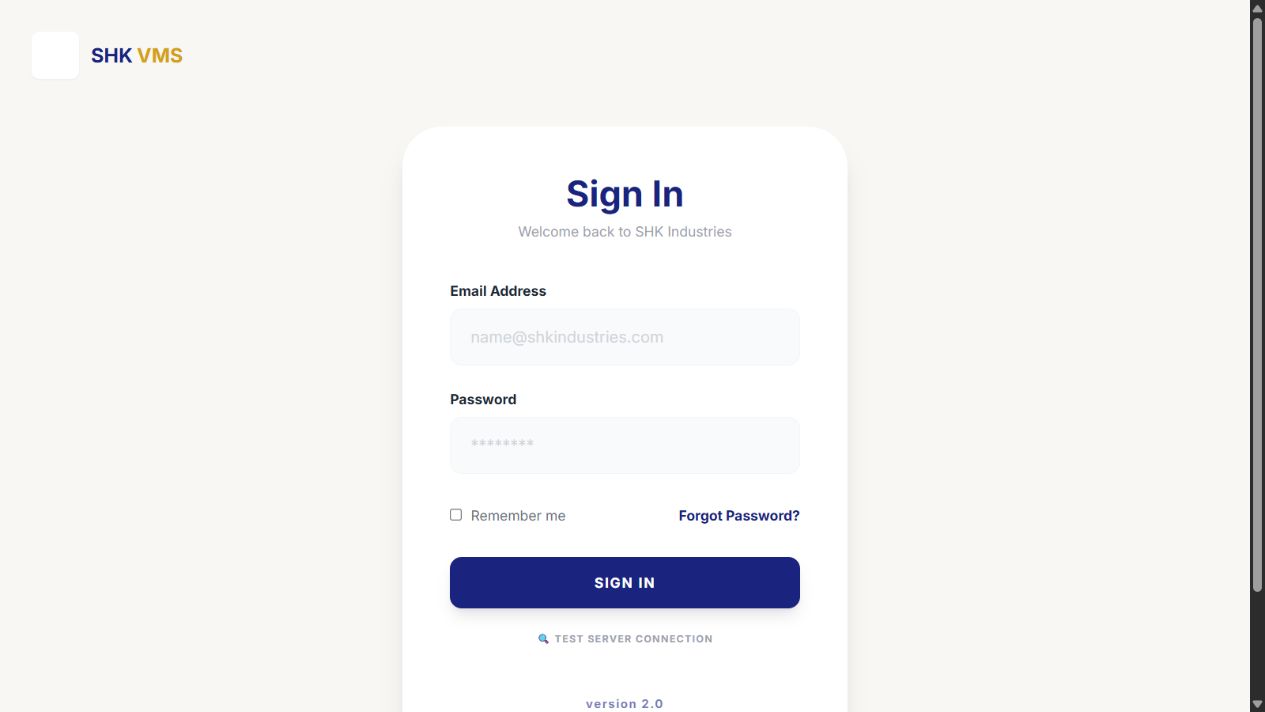 SHK VMS
Sign In
Welcome back to SHK Industries
Email Address
name@shkindustries.com
Password
********
Remember me
Forgot Password?
SIGN IN
🔍 TEST SERVER CONNECTION
version 2.0